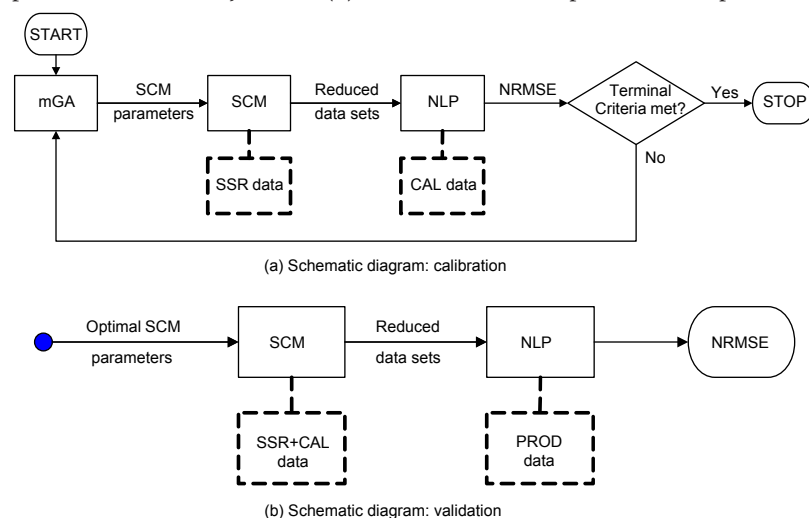 START
mGA
SCM
parameters
SCM
Reduced
data sets
NLP
NRMSE
Terminal
Criteria met?
Yes
STOP
No
SSR data
CAL data
(a) Schematic diagram: calibration
Optimal SCM
parameters
SCM
Reduced
data sets
NLP
NRMSE
SSR+CAL
data
PROD
data
(b) Schematic diagram: validation